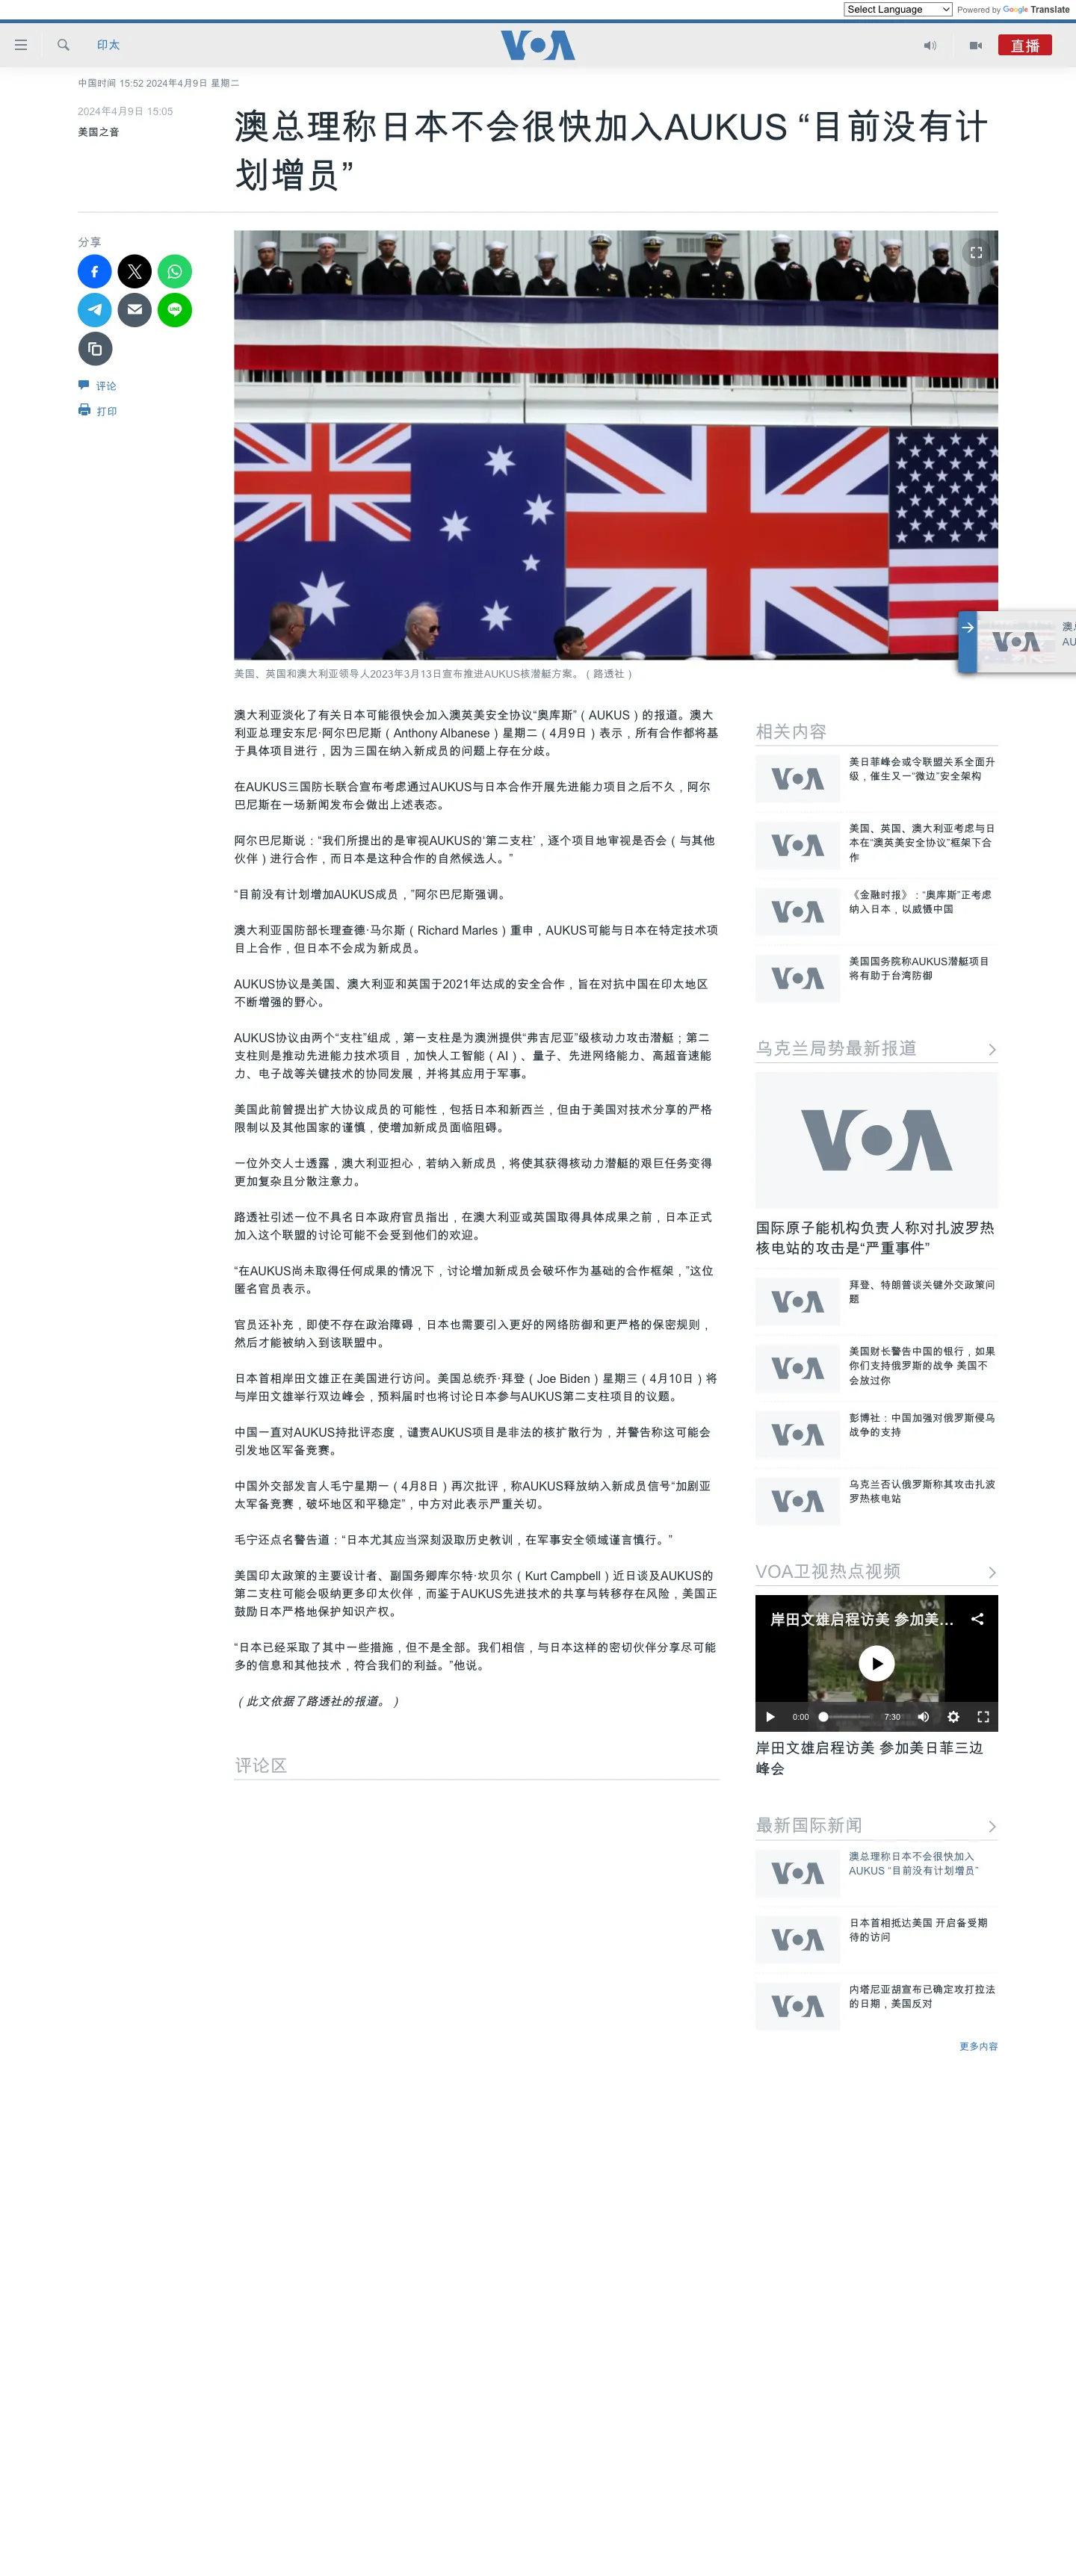 Select Language
Powered by Google Translate
印太
VOA
直播
中国时间 15:52 2024年4月9日 星期二
2024年4月9日 15:05
美国之音
澳总理称日本不会很快加入AUKUS “目前没有计
划增员”
分享
LINE
评论
打印
美国、英国和澳大利亚领导人2023年3月13日宣布推进AUKUS核潜艇方案。（路透社）
VOA
澳总
AU
澳大利亚淡化了有关日本可能很快会加入澳英美安全协议“奥库斯”（AUKUS）的报道。澳大
利亚总理安东尼·阿尔巴尼斯（Anthony Albanese）星期二（4月9日）表示，所有合作都将基
于具体项目进行，因为三国在纳入新成员的问题上存在分歧。
在AUKUS三国防长联合宣布考虑通过AUKUS与日本合作开展先进能力项目之后不久，阿尔
巴尼斯在一场新闻发布会做出上述表态。
阿尔巴尼斯说：“我们所提出的是审视AUKUS的‘第二支柱’，逐个项目地审视是否会（与其他
伙伴）进行合作，而日本是这种合作的自然候选人。”
“目前没有计划增加AUKUS成员，”阿尔巴尼斯强调。
澳大利亚国防部长理查德·马尔斯（Richard Marles）重申，AUKUS可能与日本在特定技术项
目上合作，但日本不会成为新成员。
AUKUS协议是美国、澳大利亚和英国于2021年达成的安全合作，旨在对抗中国在印太地区
不断增强的野心。
AUKUS协议由两个“支柱”组成，第一支柱是为澳洲提供“弗吉尼亚”级核动力攻击潜艇；第二
支柱则是推动先进能力技术项目，加快人工智能（AI）、量子、先进网络能力、高超音速能
力、电子战等关键技术的协同发展，并将其应用于军事。
美国此前曾提出扩大协议成员的可能性，包括日本和新西兰，但由于美国对技术分享的严格
限制以及其他国家的谨慎，使增加新成员面临阻碍。
一位外交人士透露，澳大利亚担心，若纳入新成员，将使其获得核动力潜艇的艰巨任务变得
更加复杂且分散注意力。
路透社引述一位不具名日本政府官员指出，在澳大利亚或英国取得具体成果之前，日本正式
加入这个联盟的讨论可能不会受到他们的欢迎。
“在AUKUS尚未取得任何成果的情况下，讨论增加新成员会破坏作为基础的合作框架，”这位
匿名官员表示。
官员还补充，即使不存在政治障碍，日本也需要引入更好的网络防御和更严格的保密规则，
然后才能被纳入到该联盟中。
日本首相岸田文雄正在美国进行访问。美国总统乔·拜登（Joe Biden）星期三（4月10日）将
与岸田文雄举行双边峰会，预料届时也将讨论日本参与AUKUS第二支柱项目的议题。
中国一直对AUKUS持批评态度，谴责AUKUS项目是非法的核扩散行为，并警告称这可能会
引发地区军备竞赛。
中国外交部发言人毛宁星期一（4月8日）再次批评，称AUKUS释放纳入新成员信号“加剧亚
太军备竞赛，破坏地区和平稳定”，中方对此表示严重关切。
毛宁还点名警告道：“日本尤其应当深刻汲取历史教训，在军事安全领域谨言慎行。”
美国印太政策的主要设计者、副国务卿库尔特·坎贝尔（Kurt Campbell）近日谈及AUKUS的
第二支柱可能会吸纳更多印太伙伴，而鉴于AUKUS先进技术的共享与转移存在风险，美国正
鼓励日本严格地保护知识产权。
“日本已经采取了其中一些措施，但不是全部。我们相信，与日本这样的密切伙伴分享尽可能
多的信息和其他技术，符合我们的利益。”他说。
（此文依据了路透社的报道。）
评论区
相关内容
VOA
美日菲峰会或令联盟关系全面升
级，催生又一“微边”安全架构
VOA
美国、英国、澳大利亚考虑与日
本在“澳英美安全协议”框架下合
作
VOA
《金融时报》：“奥库斯”正考虑
纳入日本，以威慑中国
VOA
美国国务院称AUKUS潜艇项目
将有助于台湾防御
乌克兰局势最新报道
VOA
国际原子能机构负责人称对扎波罗热
核电站的攻击是“严重事件”
VOA
拜登、特朗普谈关键外交政策问
题
VOA
美国财长警告中国的银行，如果
你们支持俄罗斯的战争 美国不
会放过你
VOA
彭博社：中国加强对俄罗斯侵乌
战争的支持
VOA
乌克兰否认俄罗斯称其攻击扎波
罗热核电站
VOA卫视热点视频
VOA
岸田文雄启程访美 参加美...
0:00
7:30
岸田文雄启程访美 参加美日菲三边
峰会
最新国际新闻
VOA
澳总理称日本不会很快加入
AUKUS “目前没有计划增员”
VOA
日本首相抵达美国 开启备受期
待的访问
VOA
内塔尼亚胡宣布已确定攻打拉法
的日期，美国反对
更多内容